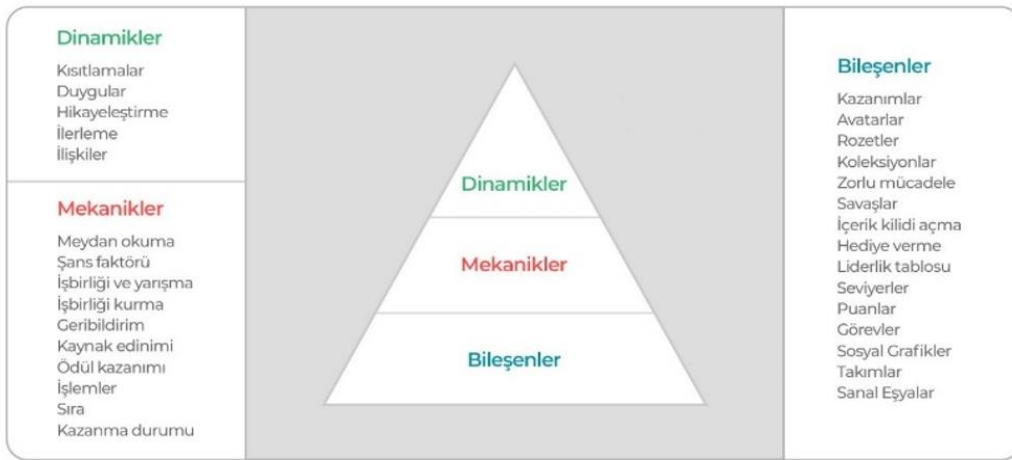 Dinamikler
Kısıtlamalar
Duygular
Hikayeleştirme
İlerleme
İlişkiler
Mekanikler
Meydan okuma
Şans faktörü
İşbirliği ve yarışma
İşbirliği kurma
Geribildirim
Kaynak edinimi
Ödül kazanımı
İşlemler
Sıra
Kazanma durumu
Dinamikler
Mekanikler
Bileşenler
Bileşenler
Kazanımlar
Avatarlar
Rozetler
Koleksiyonlar
Zorlu mücadele
Savaşlar
İçerik kilidi açma
Hediye verme
Liderlik tablosu
Seviyerler
Puanlar
Görevler
Sosyal Grafikler
Takımlar
Sanal Eşyalar